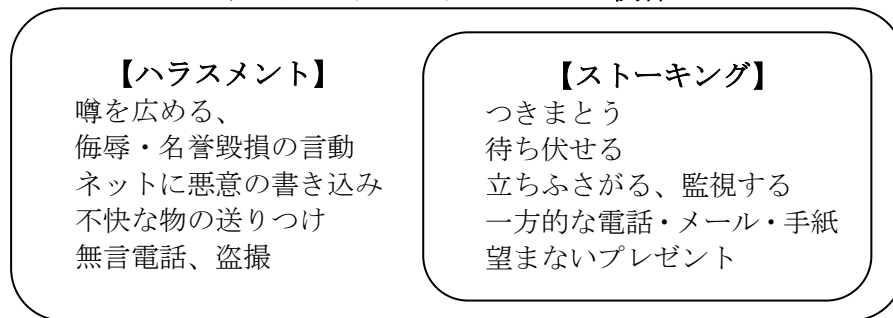 【ハラスメント】
噂を広める、
侮辱・名誉毀損の言動
ネットに悪意の書き込み
不快な物の送りつけ
無言電話、盗撮
【ストーキング】
つきまとう
待ち伏せる
立ちふさがる、監視する
一方的な電話・メール・手紙
望まないプレゼント